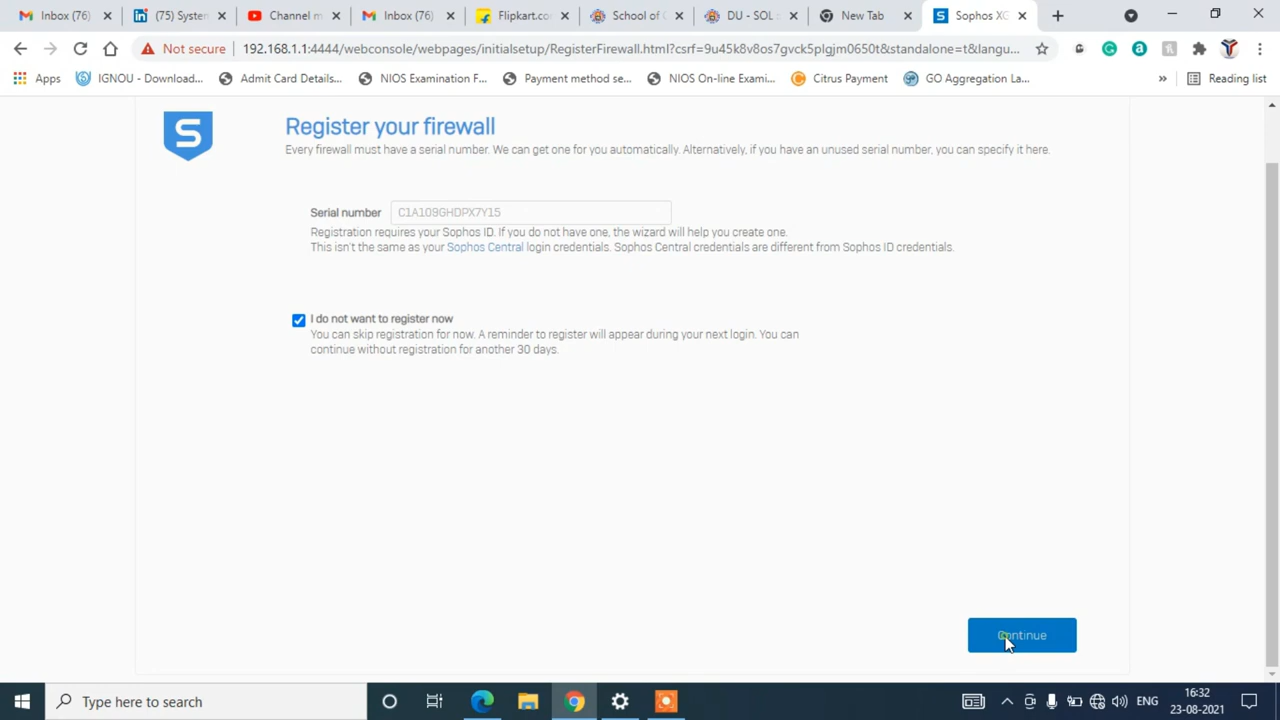 Inbox (76)
(75) System
Channel m
Inbox (76)
Flipkart.co
School of
DU - SOL
New Tab
Sophos XG
Not secure
192.168.1.1:4444/webconsole/webpages/initialsetup/RegisterFirewall.html?csrf=9u45k8v8os7gvck5plgjm0650t&standalone=t&langu...
Apps
IGNOU - Download...
Admit Card Details...
NIOS Examination F...
Payment method se...
NIOS On-line Exami...
Citrus Payment
GO Aggregation La...
»
Reading list
S
Register your firewall
Every firewall must have a serial number. We can get one for you automatically. Alternatively, if you have an unused serial number, you can specify it here.
Serial number C1A109GHDPX7Y15
Registration requires your Sophos ID. If you do not have one, the wizard will help you create one.
This isn't the same as your Sophos Central login credentials. Sophos Central credentials are different from Sophos ID credentials.
I do not want to register now
You can skip registration for now. A reminder to register will appear during your next login. You can
continue without registration for another 30 days.
Continue
Type here to search
ENG
16:32
23-08-2021